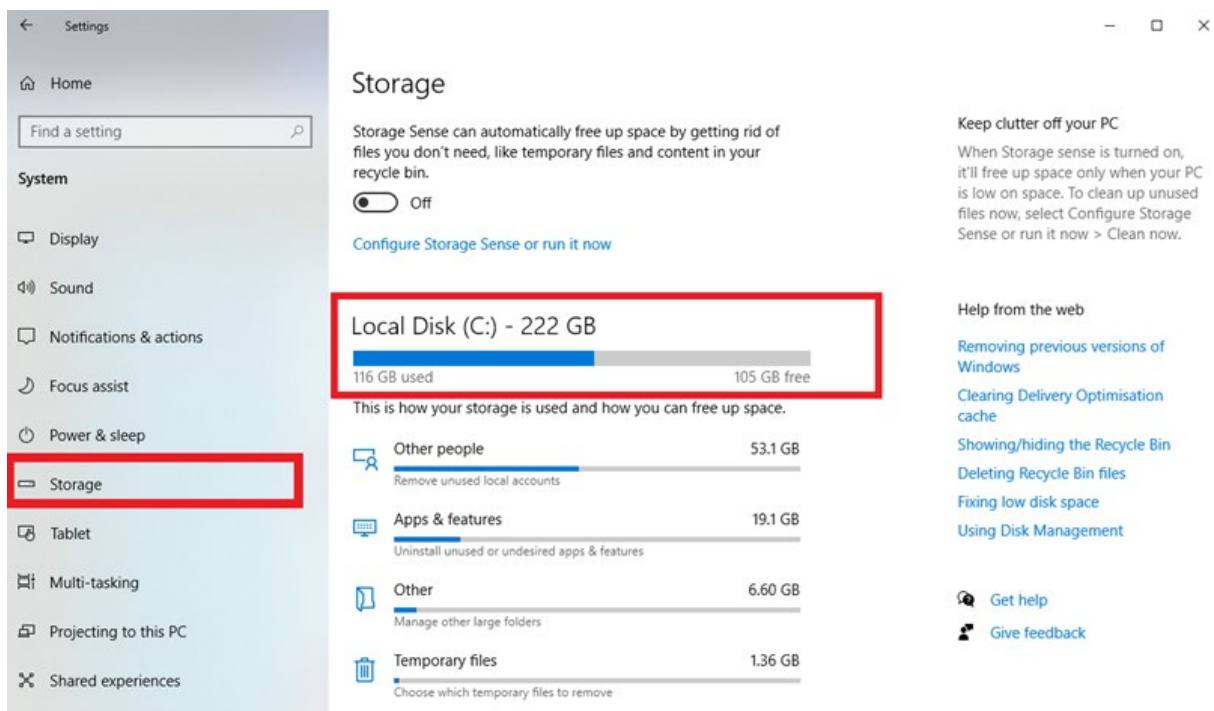 Settings
Home
Find a setting
System
Display
Sound
Notifications & actions
Focus assist
Power & sleep
Storage
Tablet
Multi-tasking
Projecting to this PC
Shared experiences
Storage
Storage Sense can automatically free up space by getting rid of
files you don't need, like temporary files and content in your
recycle bin.
Off
Configure Storage Sense or run it now
Local Disk (C:) - 222 GB
116 GB used 105 GB free
This is how your storage is used and how you can free up space.
Other people 53.1 GB
Remove unused local accounts
Apps & features 19.1 GB
Uninstall unused or undesired apps & features
Other 6.60 GB
Manage other large folders
Temporary files 1.36 GB
Choose which temporary files to remove
Keep clutter off your PC
When Storage sense is turned on,
it'll free up space only when your PC
is low on space. To clean up unused
files now, select Configure Storage
Sense or run it now > Clean now.
Help from the web
Removing previous versions of
Windows
Clearing Delivery Optimisation
cache
Showing/hiding the Recycle Bin
Deleting Recycle Bin files
Fixing low disk space
Using Disk Management
Get help
Give feedback